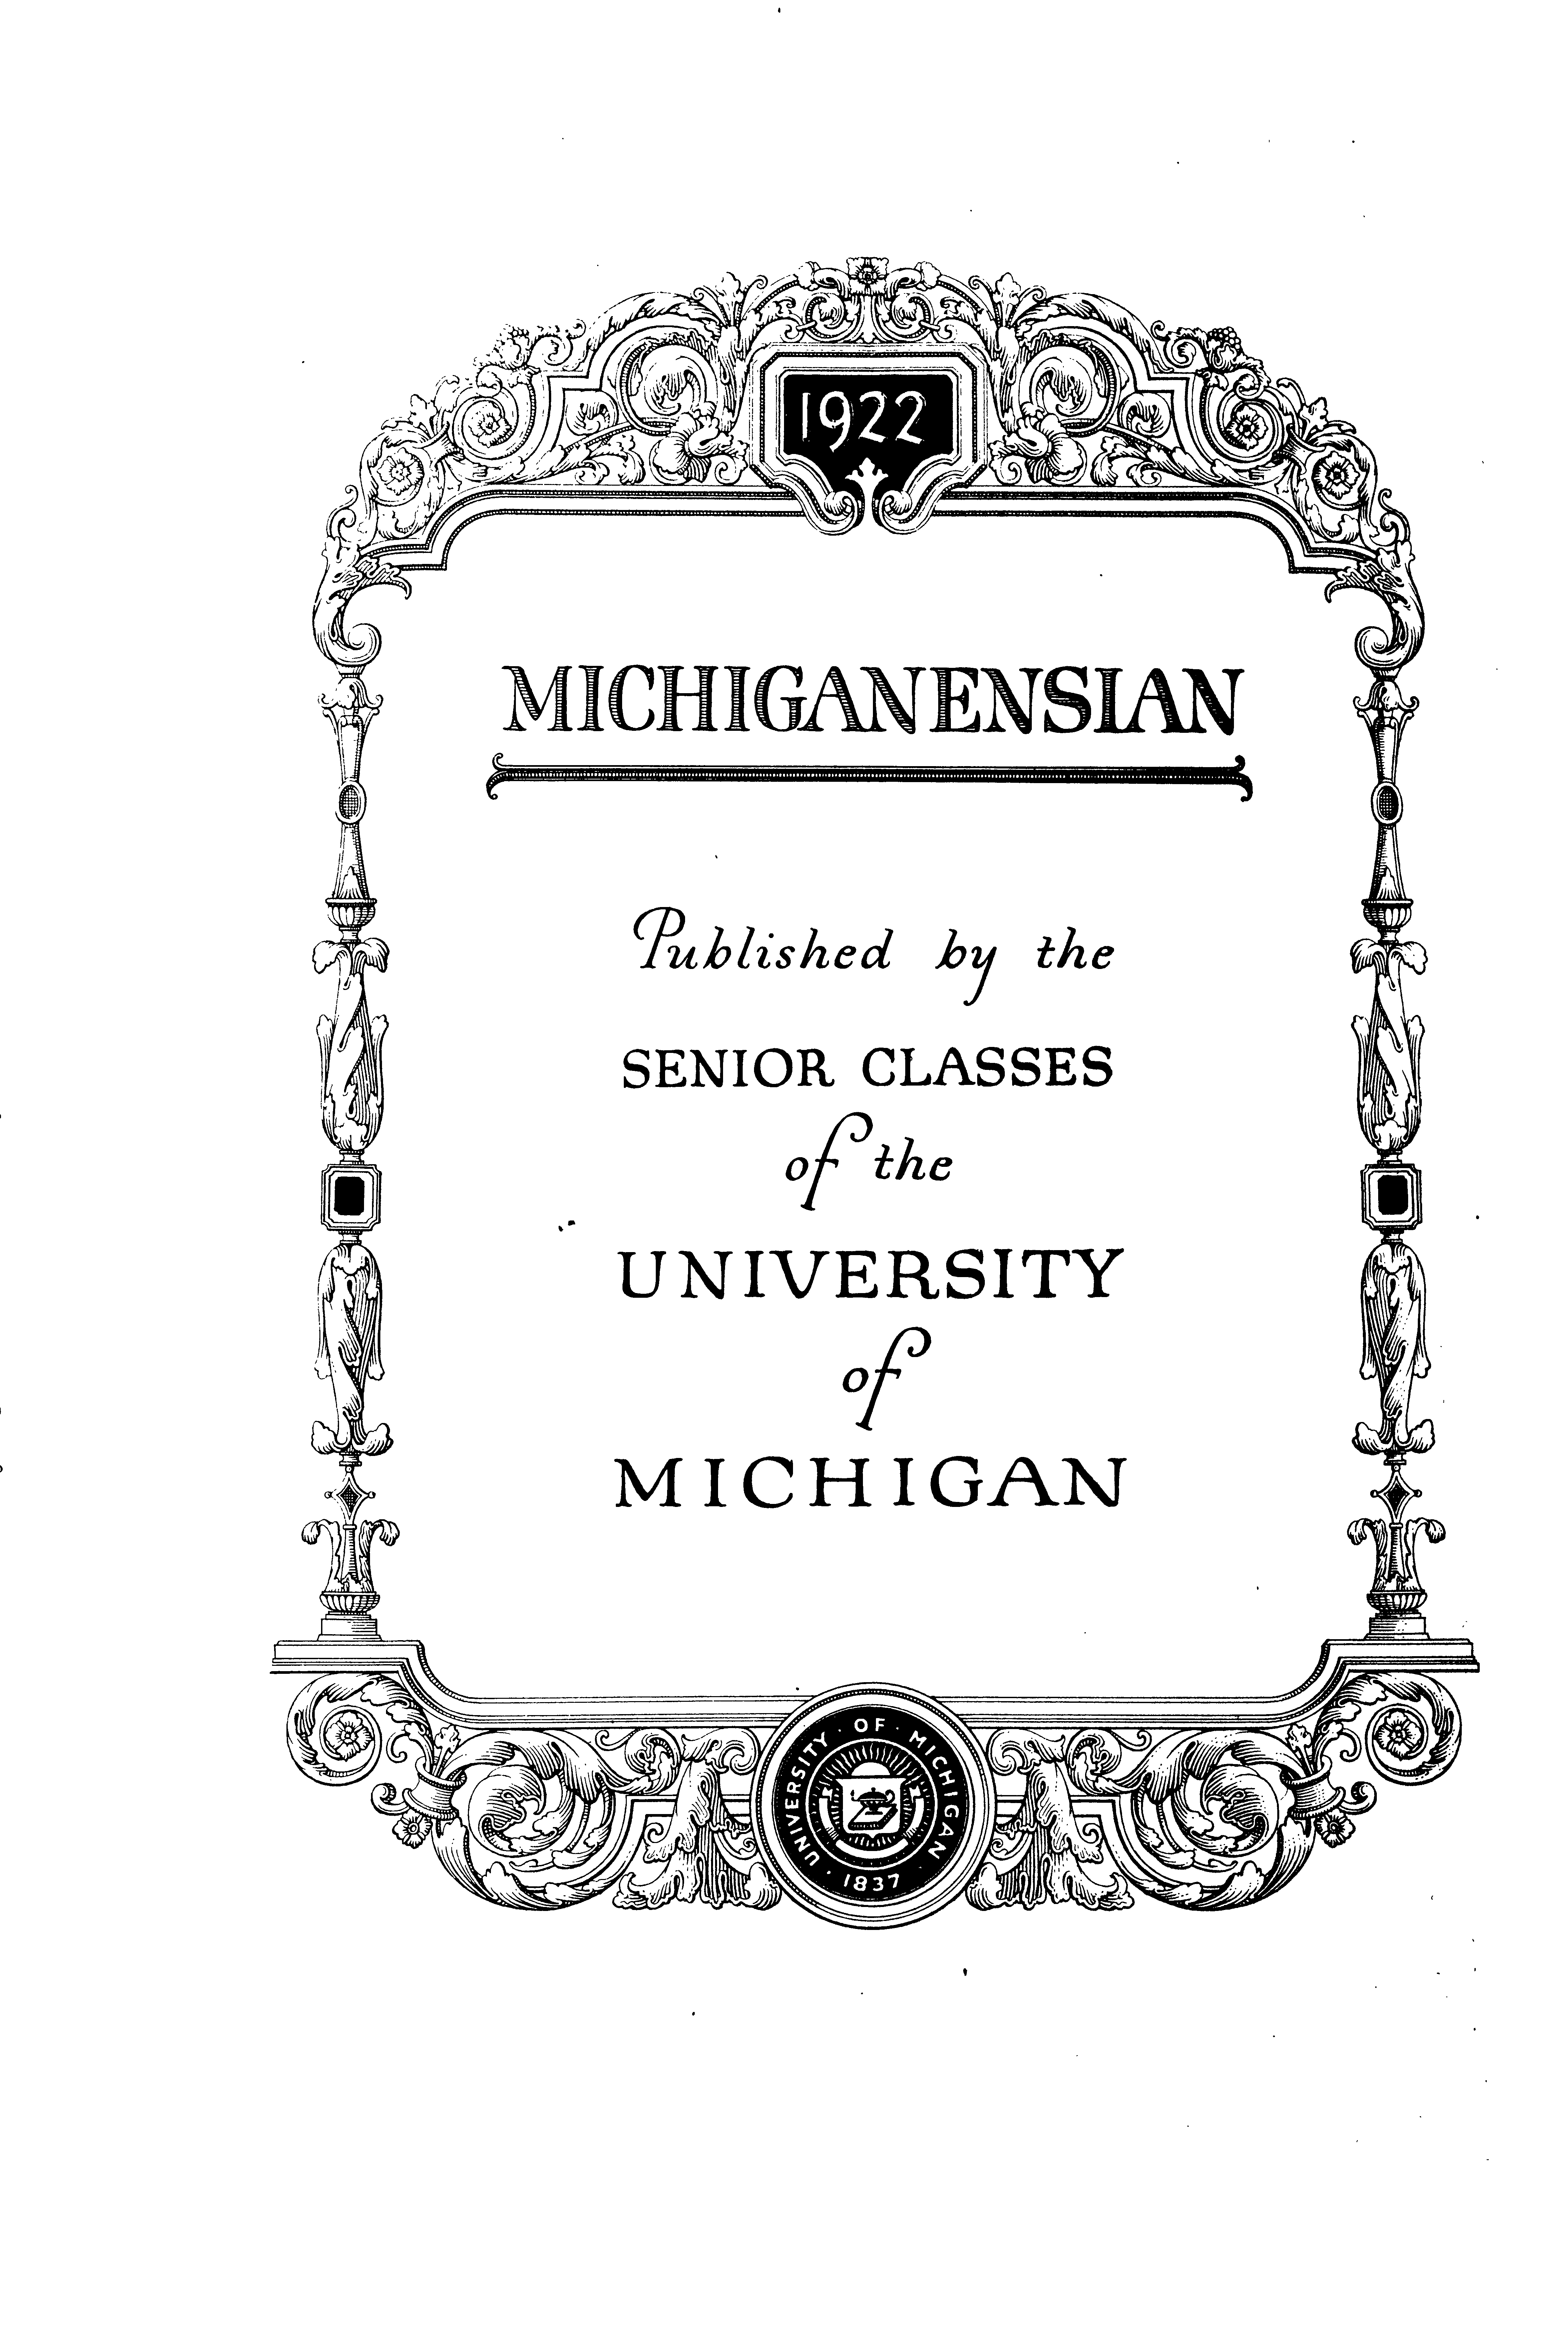 1922
MICHIGANENSIAN
Published by the
SENIOR CLASSES
of the
UNIVERSITY
of
MICHIGAN
UNIVERSITY · OF · MICHIGAN
· 1837 ·